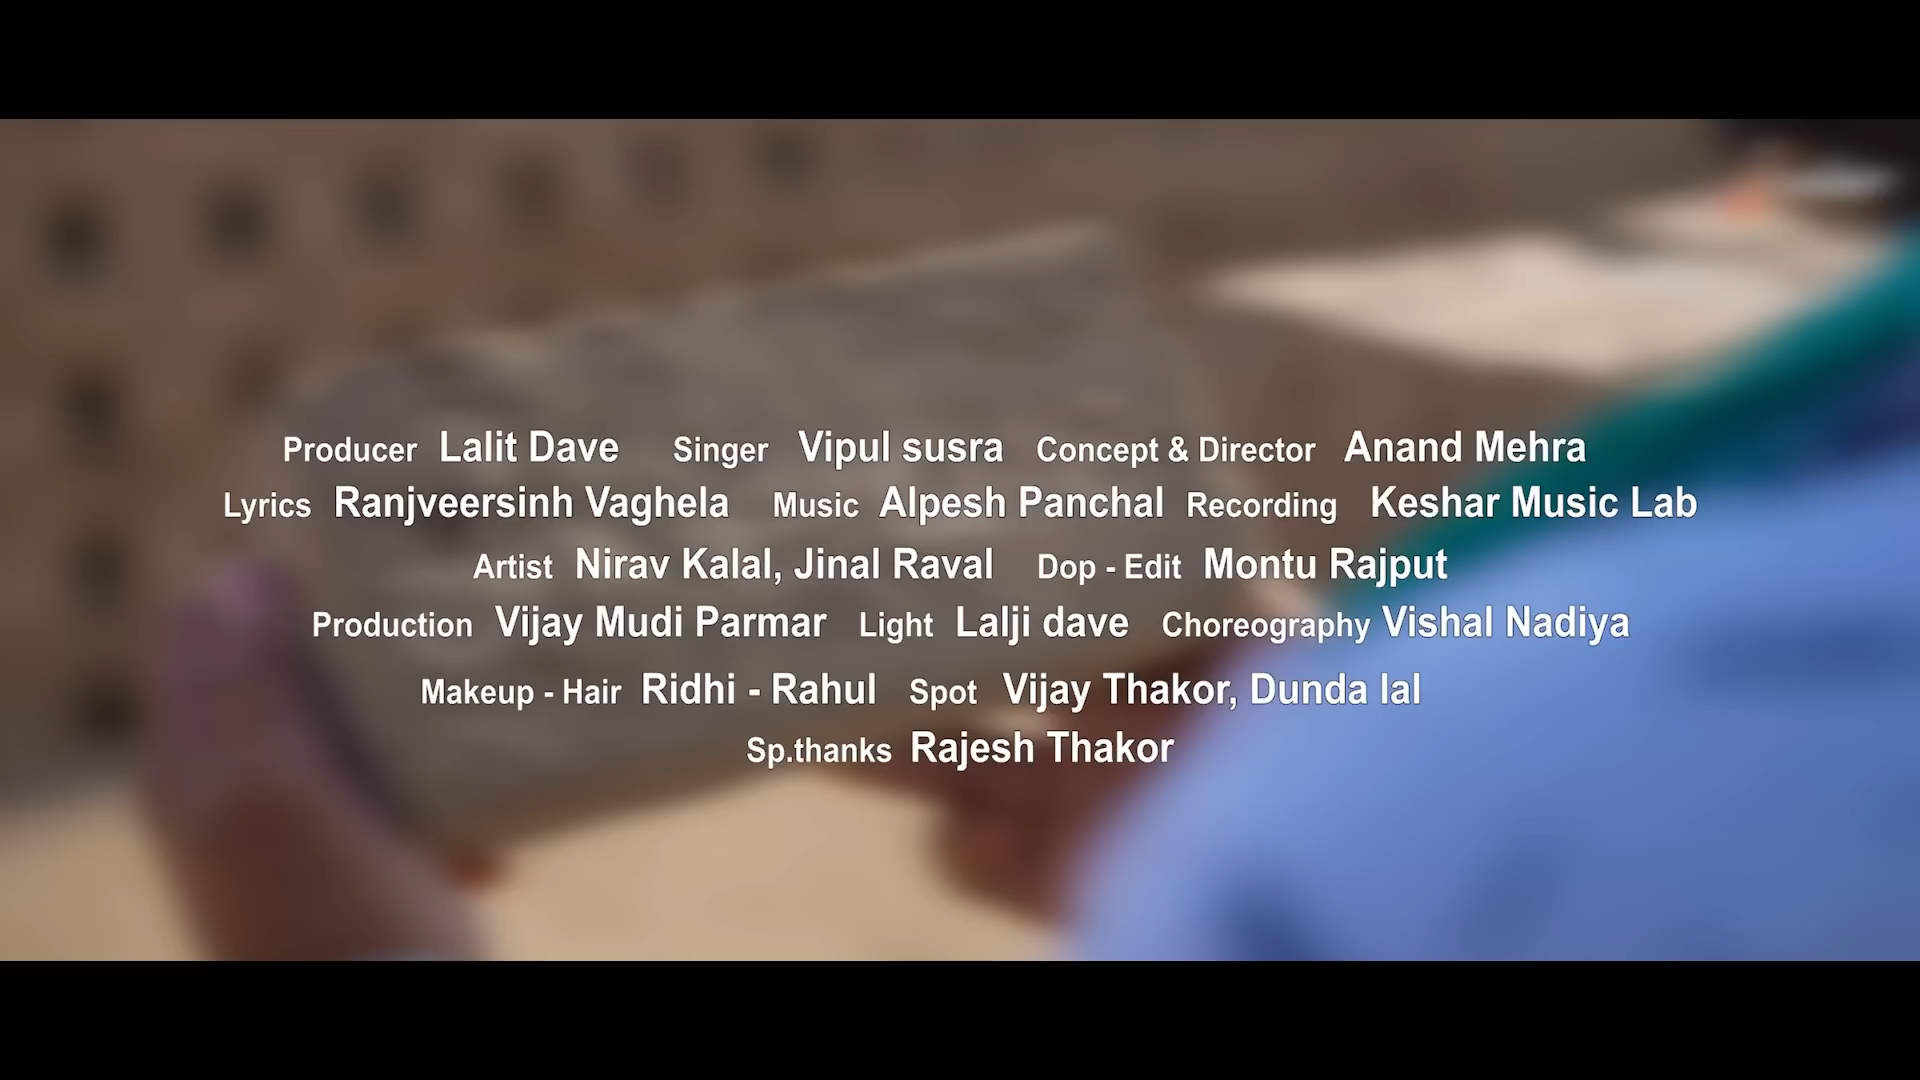 Producer Lalit Dave Singer Vipul susra Concept & Director Anand Mehra
Lyrics Ranjveersinh Vaghela Music Alpesh Panchal Recording Keshar Music Lab
Artist Nirav Kalal, Jinal Raval Dop - Edit Montu Rajput
Production Vijay Mudi Parmar Light Lalji dave Choreography Vishal Nadiya
Makeup - Hair Ridhi - Rahul Spot Vijay Thakor, Dunda lal
Sp.thanks Rajesh Thakor